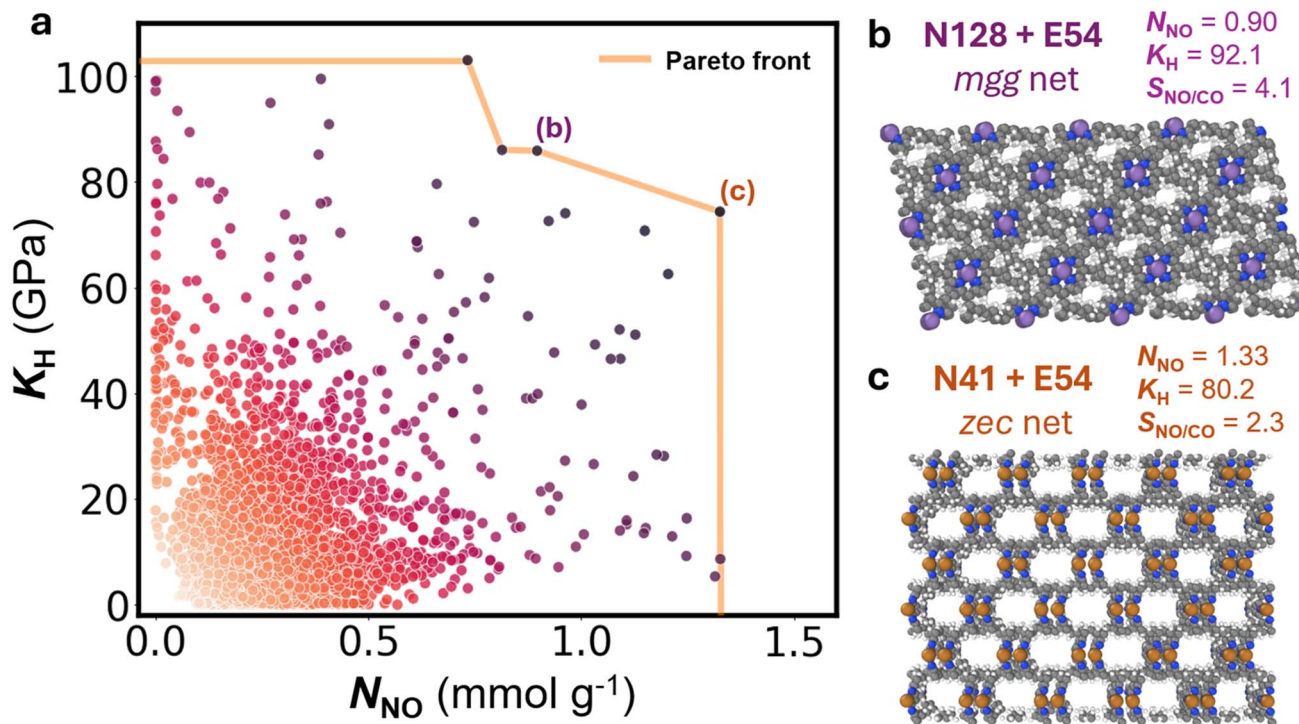 a
K_H (GPa)
100
80
60
40
20
0
0.0
0.5
1.0
1.5
N_NO (mmol g⁻¹)
Pareto front
(b)
(c)
b
N128 + E54
mgg net
N_NO = 0.90
K_H = 92.1
S_NO/CO = 4.1
c
N41 + E54
zec net
N_NO = 1.33
K_H = 80.2
S_NO/CO = 2.3